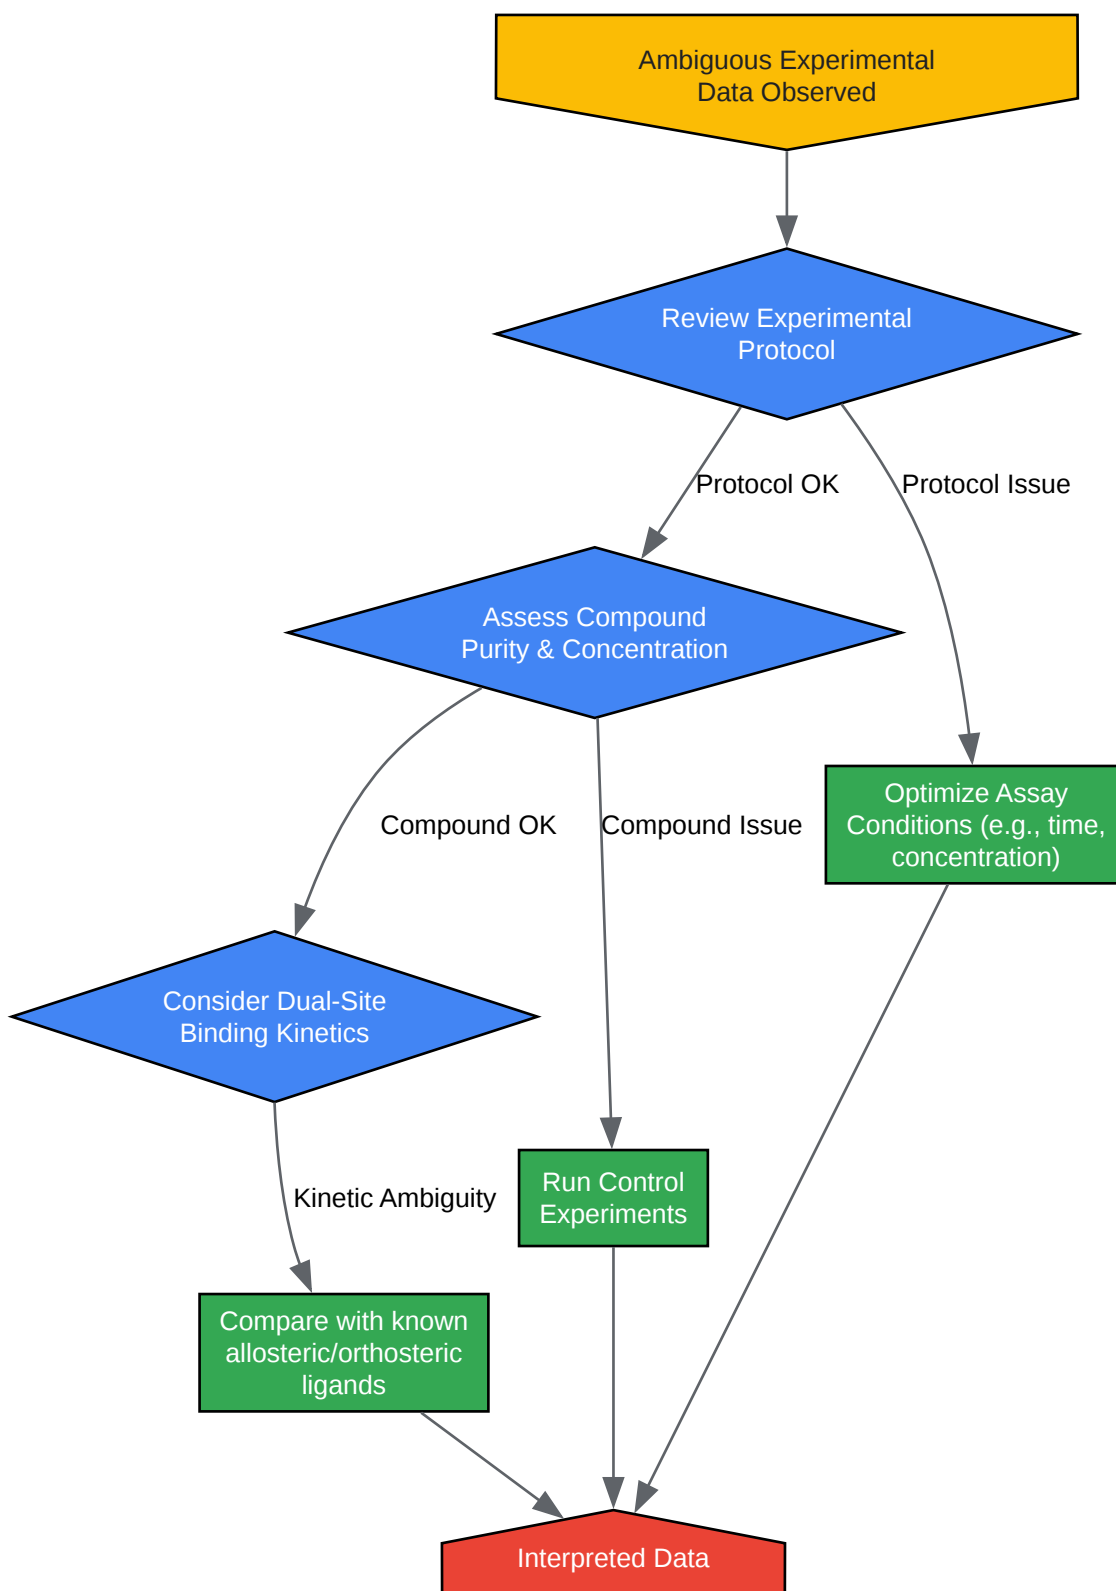 Ambiguous Experimental
Data Observed
Review Experimental
Protocol
Protocol OK
Protocol Issue
Assess Compound
Purity & Concentration
Optimize Assay
Conditions (e.g., time,
concentration)
Compound OK
Compound Issue
Consider Dual-Site
Binding Kinetics
Kinetic Ambiguity
Run Control
Experiments
Compare with known
allosteric/orthosteric
ligands
Interpreted Data